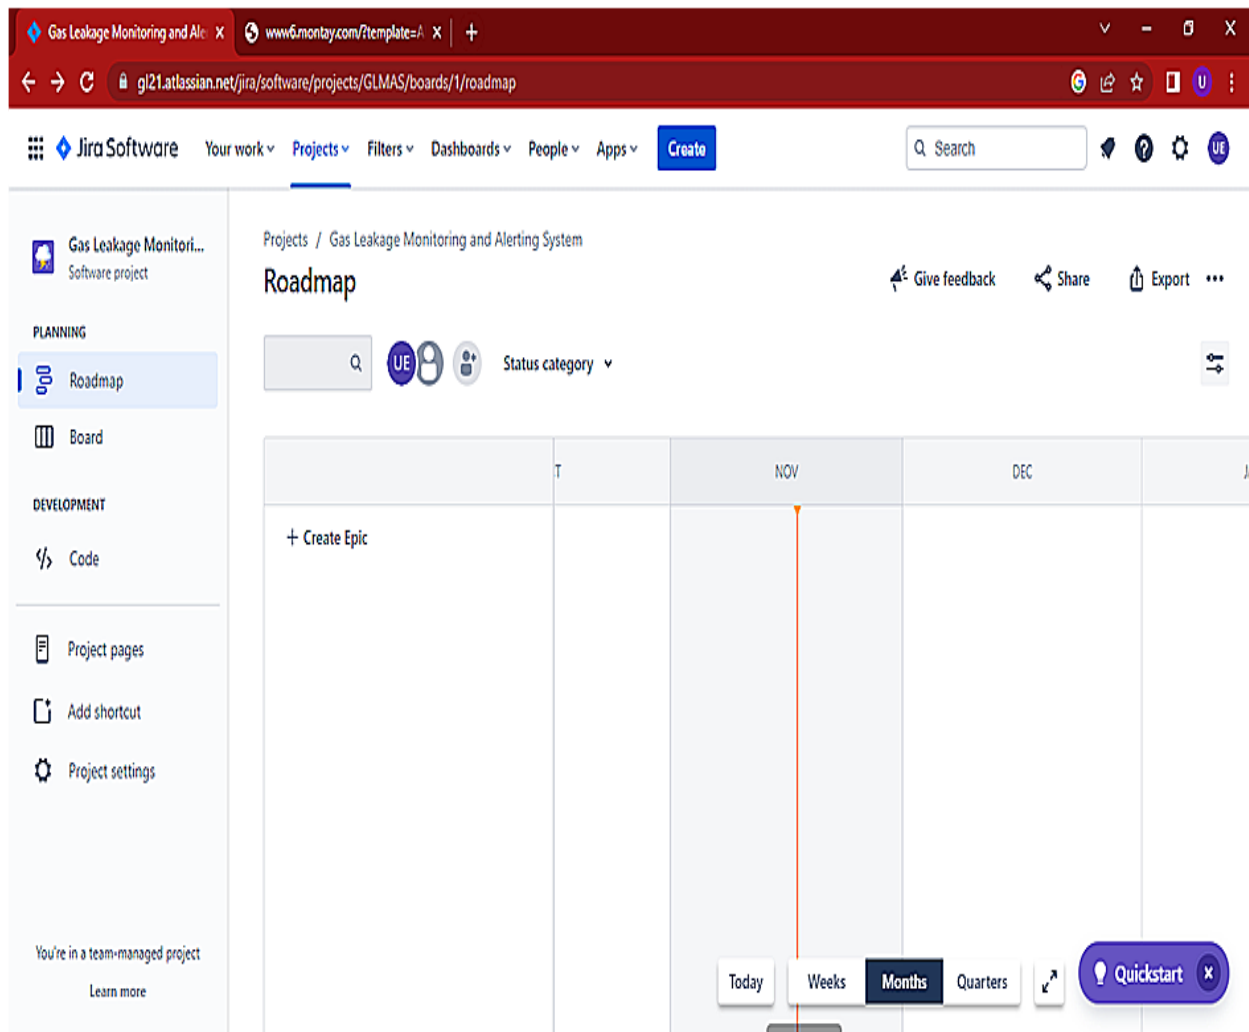 Gas Leakage Monitoring and Ale
www6.montay.com/?template=A
gl21.atlassian.net/jira/software/projects/GLMAS/boards/1/roadmap
U
Jira Software
Your work
Projects
Filters
Dashboards
People
Apps
Create
Search
UE
Gas Leakage Monitori...
Software project
Projects / Gas Leakage Monitoring and Alerting System
Roadmap
Give feedback
Share
Export
PLANNING
Roadmap
Board
DEVELOPMENT
Code
Project pages
Add shortcut
Project settings
You're in a team-managed project
Learn more
UE
Status category
T
NOV
DEC
J
+ Create Epic
Today
Weeks
Months
Quarters
Quickstart